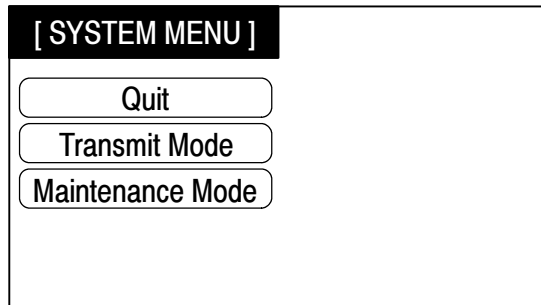 [ SYSTEM MENU ]
Quit
Transmit Mode
Maintenance Mode